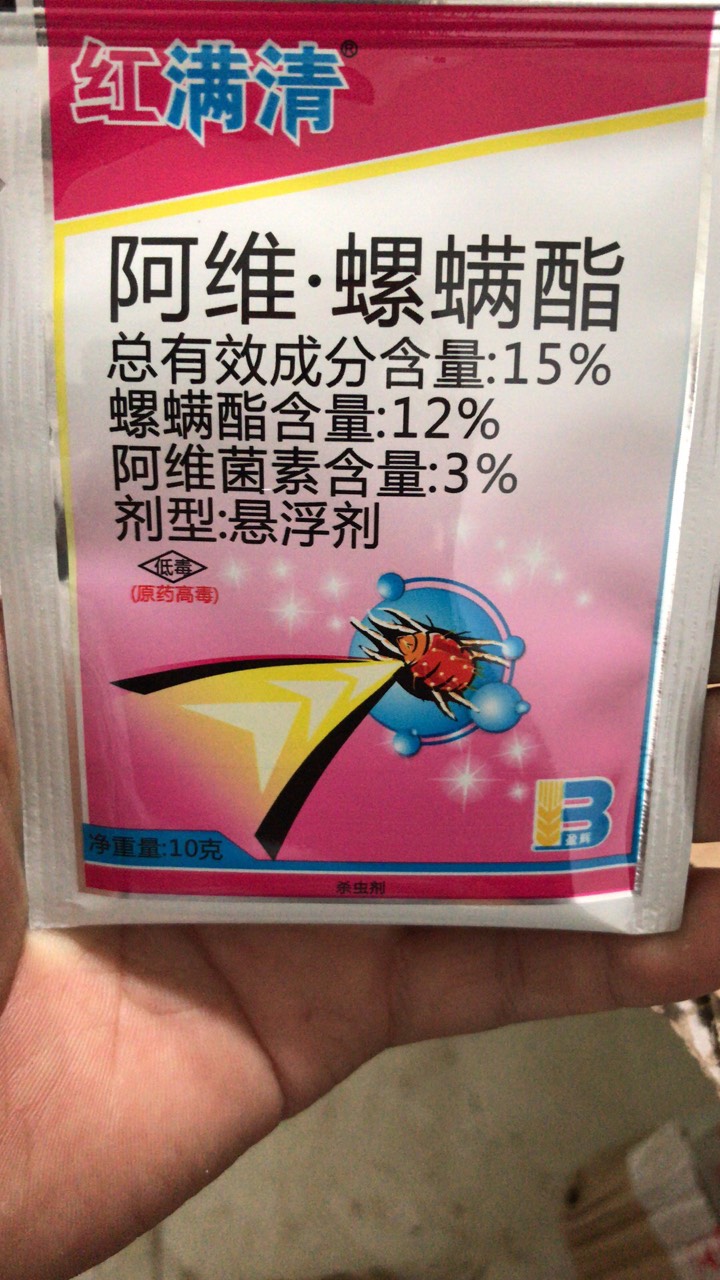 红满清®
阿维·螺螨酯
总有效成分含量:15%
螺螨酯含量:12%
阿维菌素含量:3%
剂型:悬浮剂
低毒
(原药高毒)
B
盈辉
净重量:10克
杀虫剂